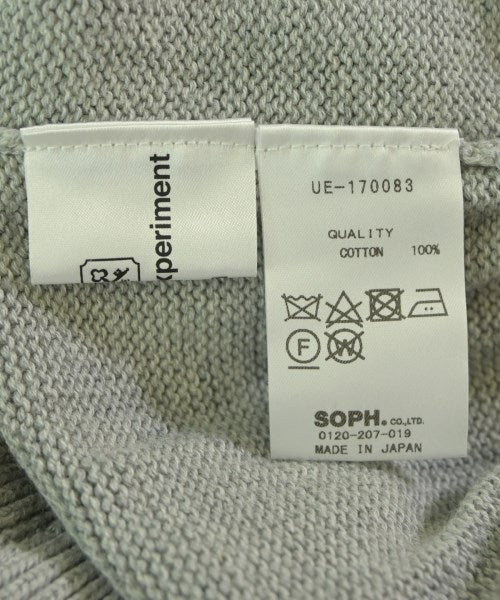 xperiment
UE-170083
QUALITY
COTTON 100%
F
W
SOPH. CO.,LTD.
0120-207-019
MADE IN JAPAN